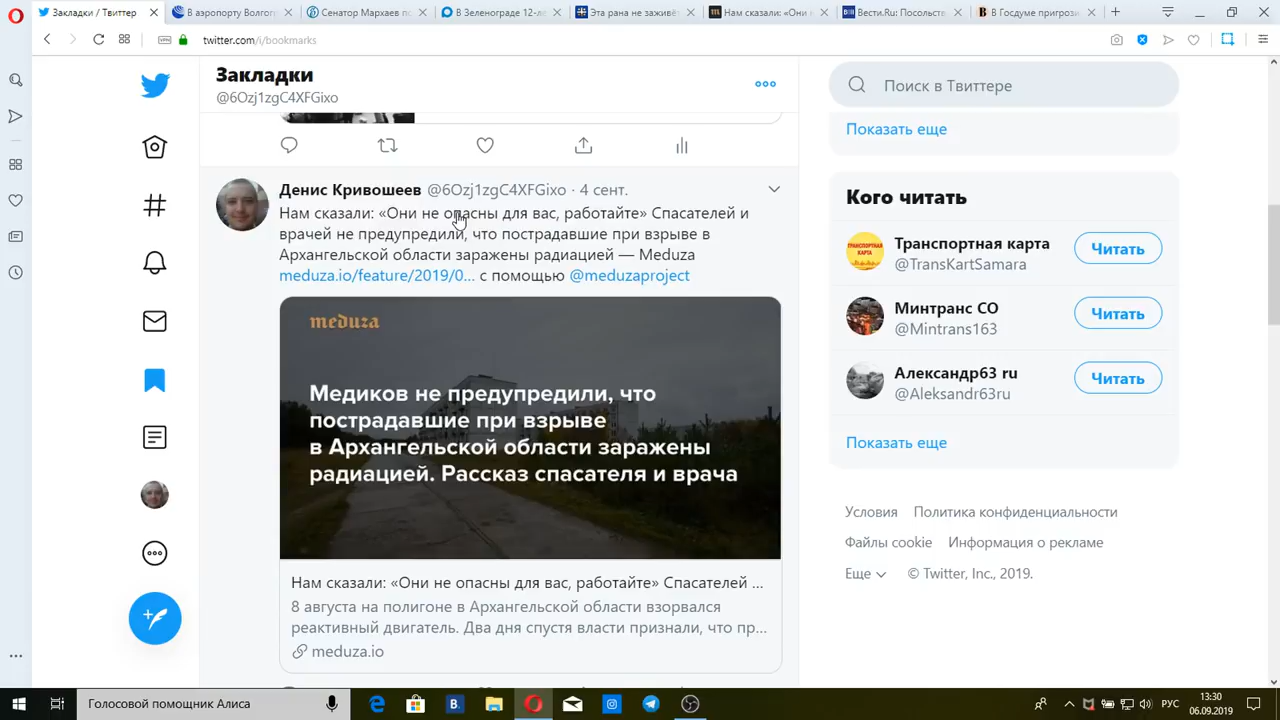 Закладки / Твиттер
В аэропорту Волгогр
Сенатор Мархаев по
В Зеленограде 12-ле
Эта рана не заживё
Нам сказали: «Они н
Вести.Ru: Посольств
В Госдуме пригрози
VPN
twitter.com/i/bookmarks
Закладки
@6Ozj1zgC4XFGixo
Поиск в Твиттере
Показать еще
Денис Кривошеев @6Ozj1zgC4XFGixo · 4 сент.
Нам сказали: «Они не опасны для вас, работайте» Спасателей и
врачей не предупредили, что пострадавшие при взрыве в
Архангельской области заражены радиацией — Meduza
meduza.io/feature/2019/0... с помощью @meduzaproject
meduza
Медиков не предупредили, что
пострадавшие при взрыве
в Архангельской области заражены
радиацией. Рассказ спасателя и врача
Нам сказали: «Они не опасны для вас, работайте» Спасателей ...
8 августа на полигоне в Архангельской области взорвался
реактивный двигатель. Два дня спустя власти признали, что пр...
meduza.io
Кого читать
Транспортная карта
@TransKartSamara
Читать
Минтранс СО
@Mintrans163
Читать
Александр63 ru
@Aleksandr63ru
Читать
Показать еще
Условия Политика конфиденциальности
Файлы cookie Информация о рекламе
Еще © Twitter, Inc., 2019.
Голосовой помощник Алиса
РУС
13:30
06.09.2019